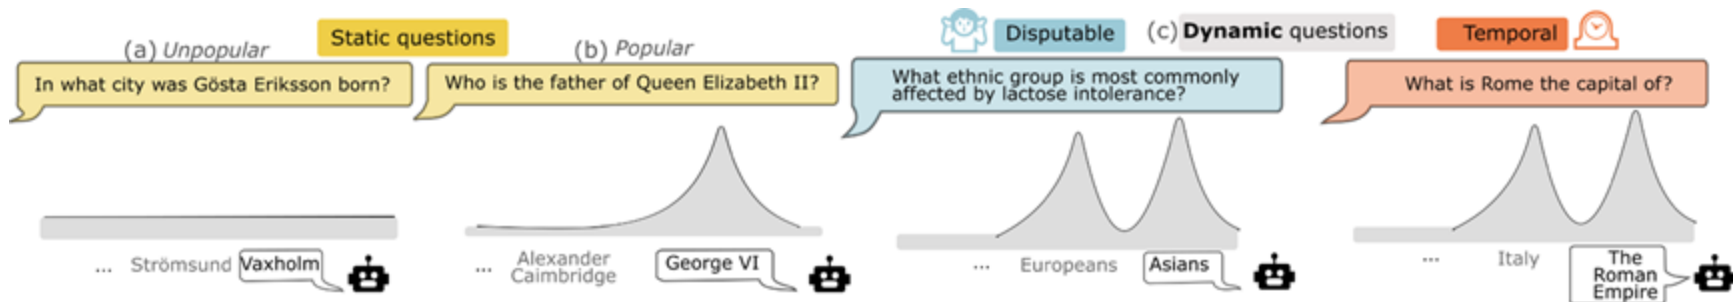 (a) Unpopular
Static questions
(b) Popular
Disputable
(c) Dynamic questions
Temporal
In what city was Gösta Eriksson born?
Who is the father of Queen Elizabeth II?
What ethnic group is most commonly
affected by lactose intolerance?
What is Rome the capital of?
... Strömsund
Vaxholm
... Alexander
Caimbridge
George VI
... Europeans
Asians
... Italy
The
Roman
Empire